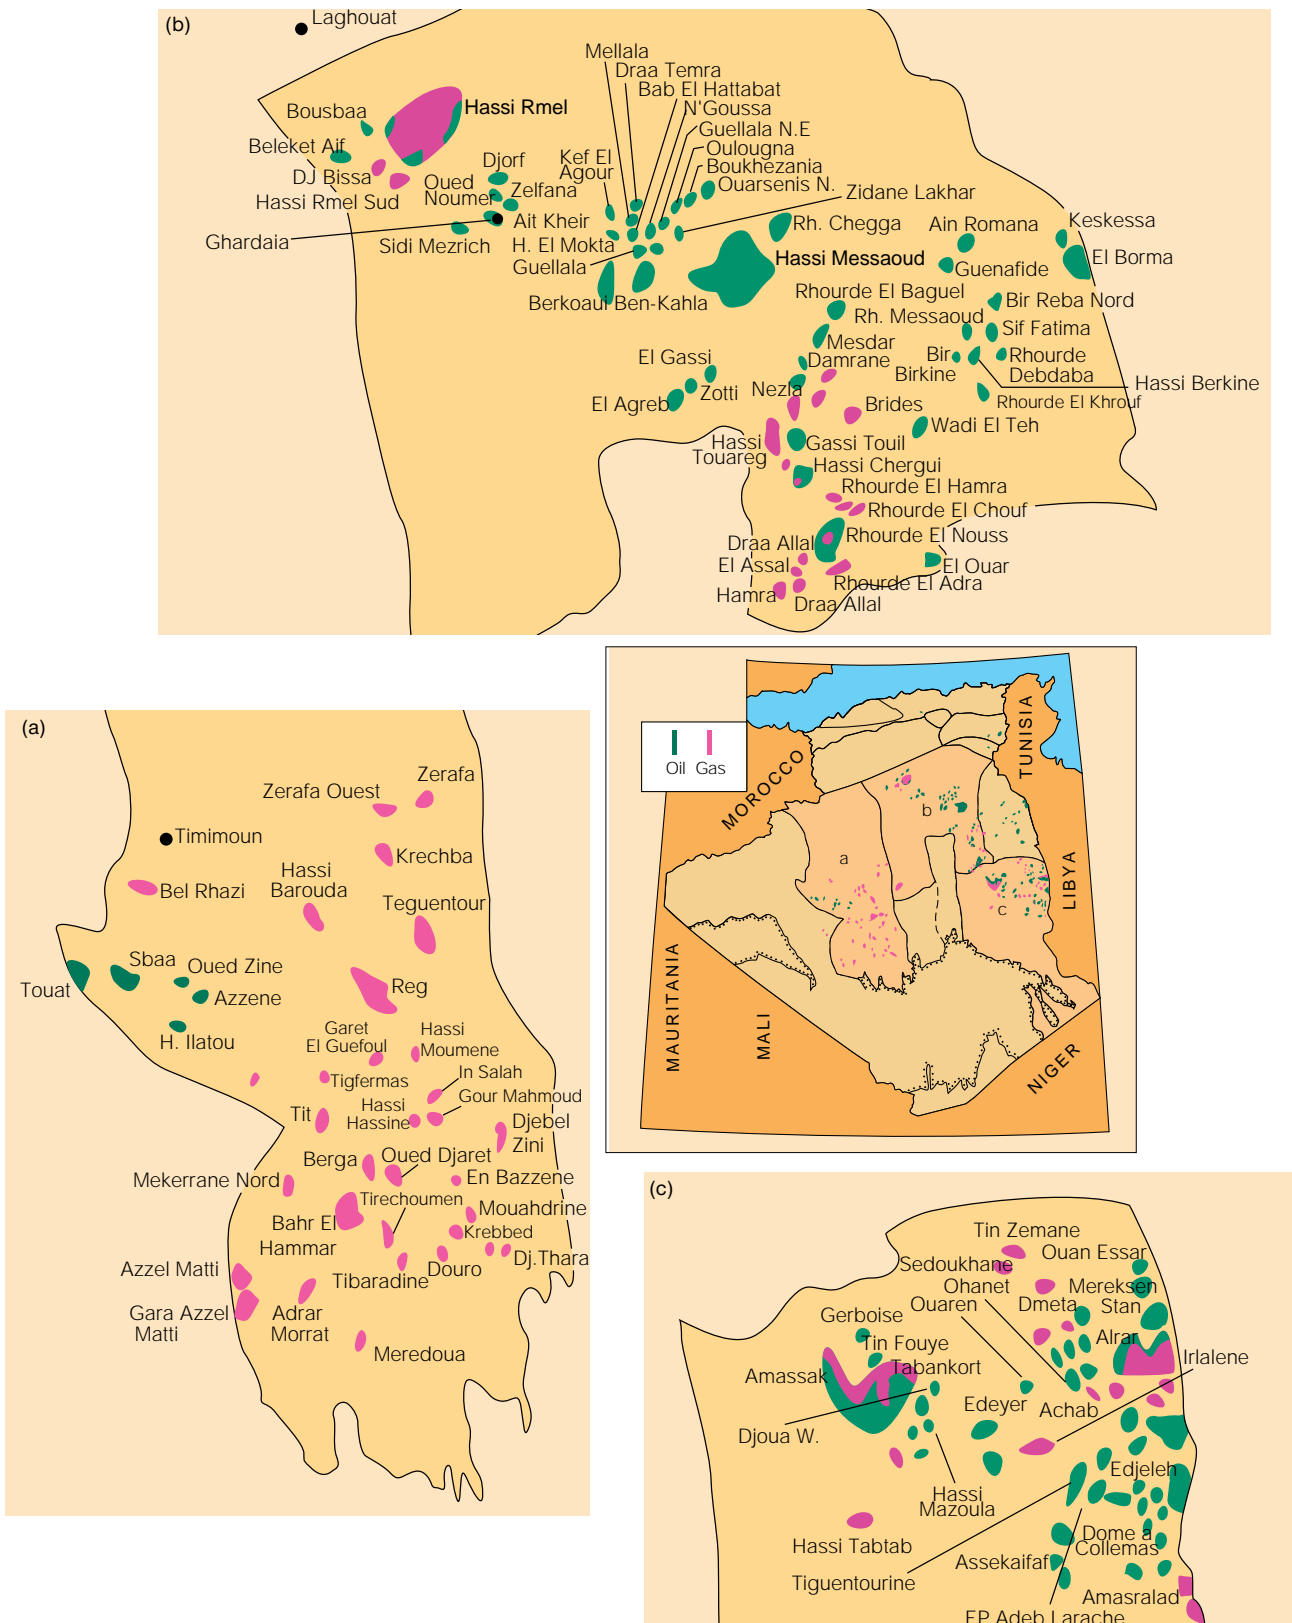 (b)
Laghouat
Mellala
Draa Temra
Bab El Hattabat
N'Goussa
Guellala N.E
Oulougna
Boukhezania
Ouarsenis N.
Zidane Lakhar
Bousbaa
Hassi Rmel
Beleket Aif
DJ Bissa
Hassi Rmel Sud
Djorf
Oued
Noumer
Zelfana
Kef El
Agour
Ait Kheir
Ghardaia
Sidi Mezrich
H. El Mokta
Guellala
Berkoaui Ben-Kahla
Rh. Chegga
Hassi Messaoud
Ain Romana
Keskessa
El Borma
Guenafide
Rhourde El Baguel
Bir Reba Nord
Rh. Messaoud
Sif Fatima
Mesdar
Damrane
Bir
Birkine
Rhourde
Debdaba
Hassi Berkine
Rhourde El Khrouf
El Gassi
Zotti
El Agreb
Nezla
Brides
Wadi El Teh
Hassi
Touareg
Gassi Touil
Hassi Chergui
Rhourde El Hamra
Rhourde El Chouf
Rhourde El Nouss
Draa Allal
El Assal
El Ouar
Rhourde El Adra
Hamra
Draa Allal
(a)
Zerafa
Zerafa Ouest
Timimoun
Krechba
Bel Rhazi
Hassi
Barouda
Teguentour
Sbaa
Oued Zine
Touat
Azzene
Reg
H. Ilatou
Garet
El Guefoul
Hassi
Moumene
Tigfermas
In Salah
Tit
Hassi
Hassine
Gour Mahmoud
Djebel
Zini
Berga
Oued Djaret
Mekerrane Nord
En Bazzene
Tirechoumen
Mouahdrine
Bahr El
Hammar
Krebbed
Dj.Thara
Azzel Matti
Tibaradine
Douro
Gara Azzel
Matti
Adrar
Morrat
Meredoua
Oil Gas
MOROCCO
TUNISIA
LIBYA
MAURITANIA
MALI
NIGER
a
b
c
(c)
Tin Zemane
Ouan Essar
Sedoukhane
Ohanet
Mereksen
Ouaren
Dmeta
Stan
Gerboise
Alrar
Tin Fouye
Tabankort
Irlalene
Amassak
Edeyer
Achab
Djoua W.
Edjeleh
Hassi
Mazoula
Hassi Tabtab
Dome a
Collemas
Assekaifaf
Tiguentourine
Amasralad
EP Adeb Larache